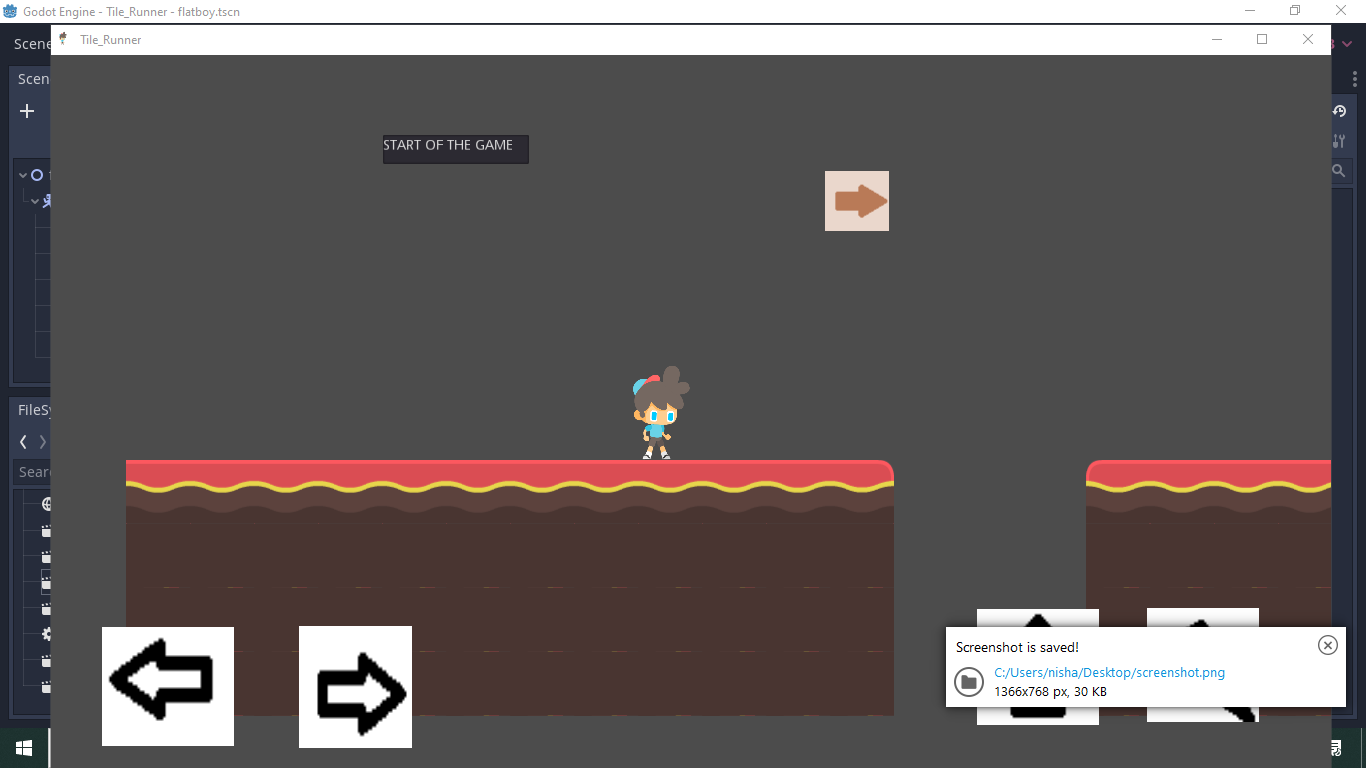 Godot Engine - Tile_Runner - flatboy.tscn
Tile_Runner
Scene
Scen
START OF THE GAME
FileSy
Sear
Screenshot is saved!
C:/Users/nisha/Desktop/screenshot.png
1366x768 px, 30 KB